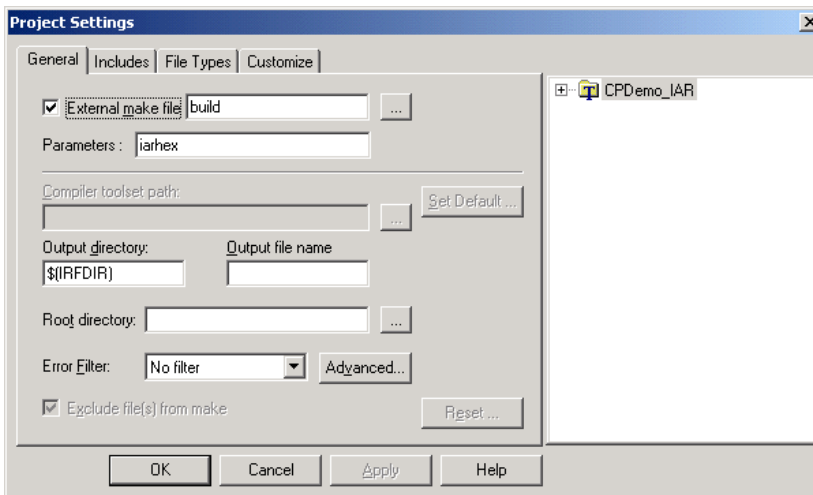 Project Settings
General Includes File Types Customize
External make file build ...
Parameters : iarhex
Compiler toolset path:
... Set Default ...
Output directory: Output file name
$(IRFDIR)
Root directory: ...
Error Filter: No filter Advanced...
Exclude file(s) from make
Reset ...
OK Cancel Apply Help
CPDemo_IAR